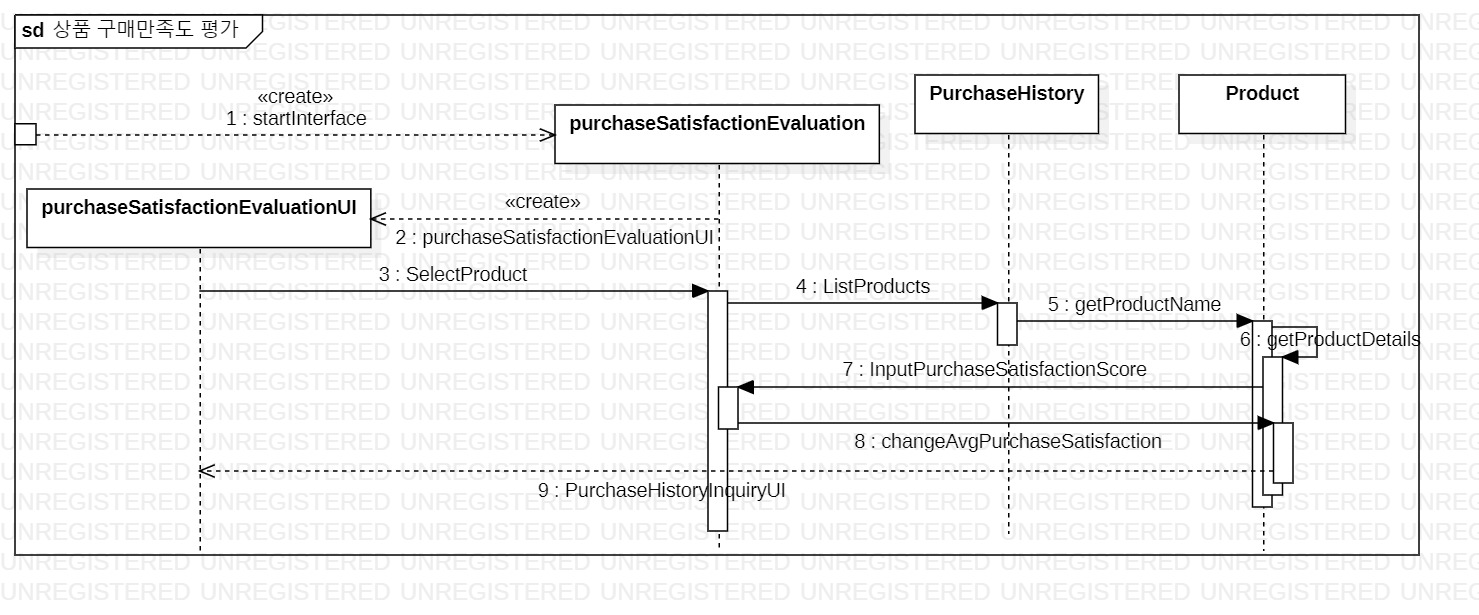 sd 상품 구매만족도 평가
«create»
1 : startInterface
purchaseSatisfactionEvaluation
PurchaseHistory
Product
purchaseSatisfactionEvaluationUI
«create»
2 : purchaseSatisfactionEvaluationUI
3 : SelectProduct
4 : ListProducts
5 : getProductName
6 : getProductDetails
7 : InputPurchaseSatisfactionScore
8 : changeAvgPurchaseSatisfaction
9 : PurchaseHistoryInquiryUI
UNREGISTERED